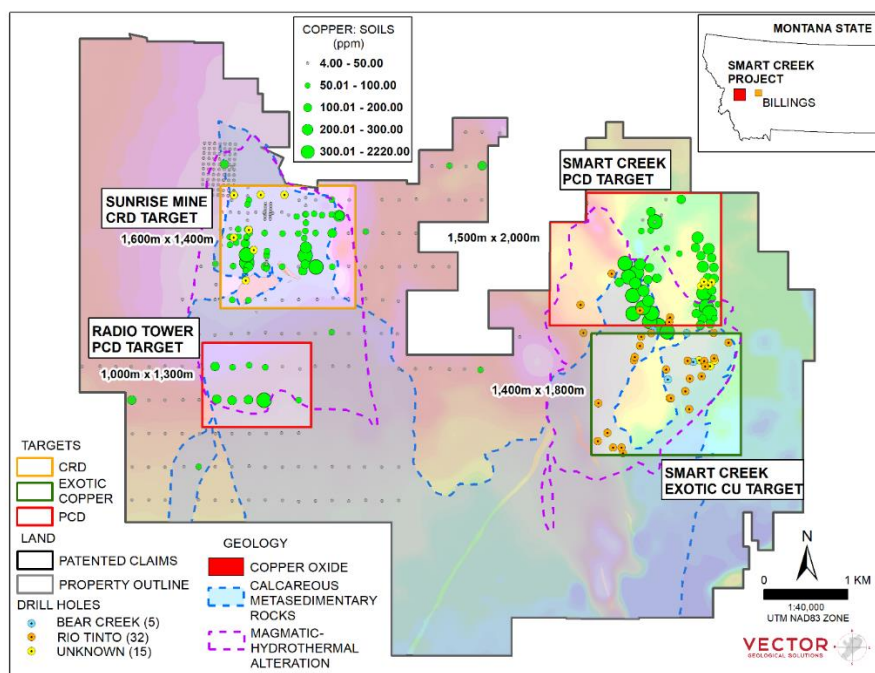 COPPER: SOILS
(ppm)
4.00 - 50.00
50.01 - 100.00
100.01 - 200.00
200.01 - 300.00
300.01 - 2220.00
MONTANA STATE
SMART CREEK
PROJECT
BILLINGS
SUNRISE MINE
CRD TARGET
1,600m x 1,400m
SMART CREEK
PCD TARGET
1,500m x 2,000m
RADIO TOWER
PCD TARGET
1,000m x 1,300m
1,400m x 1,800m
SMART CREEK
EXOTIC CU TARGET
TARGETS
CRD
EXOTIC
COPPER
PCD
LAND
PATENTED CLAIMS
PROPERTY OUTLINE
DRILL HOLES
BEAR CREEK (5)
RIO TINTO (32)
UNKNOWN (15)
GEOLOGY
COPPER OXIDE
CALCAREOUS
METASEDIMENTARY
ROCKS
MAGMATIC-
HYDROTHERMAL
ALTERATION
N
0 1 KM
1:40,000
UTM NAD83 ZONE
VECTOR
GEOLOGICAL SOLUTIONS